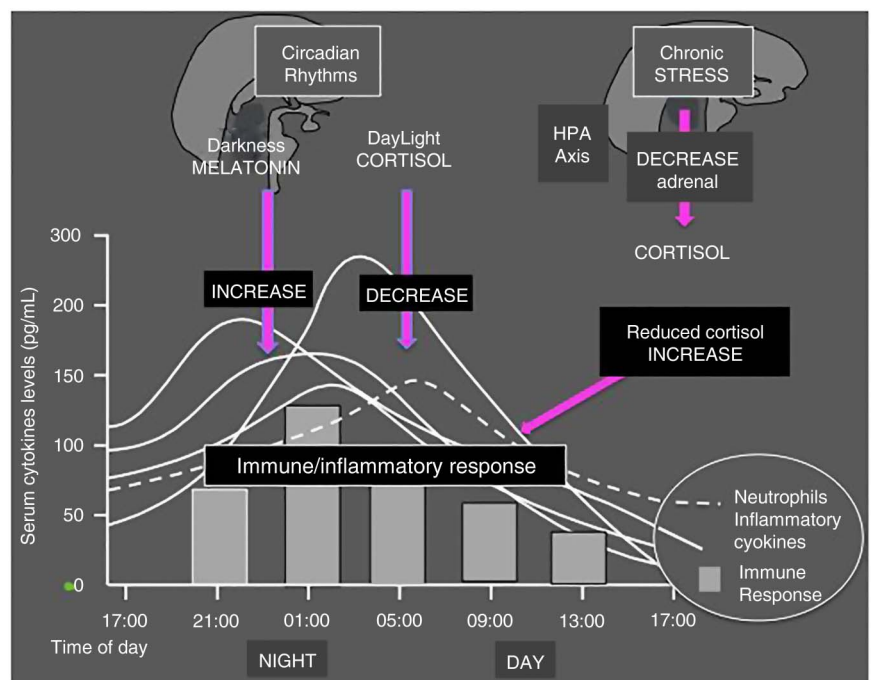 Circadian
Rhythms
Chronic
STRESS
Darkness
MELATONIN
DayLight
CORTISOL
HPA
Axis
DECREASE
adrenal
CORTISOL
INCREASE
DECREASE
Reduced cortisol
INCREASE
Serum cytokines levels (pg/mL)
300
200
150
100
50
0
Immune/inflammatory response
Neutrophils
Inflammatory
cyokines
Immune
Response
17:00 21:00 01:00 05:00 09:00 13:00 17:00
Time of day
NIGHT DAY